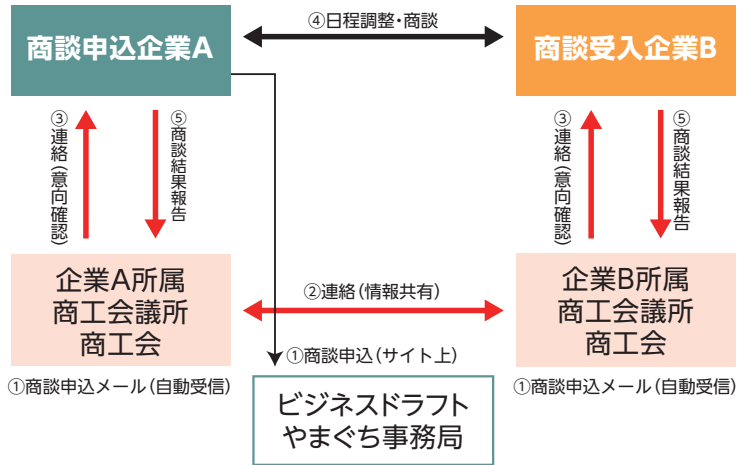 ④日程調整・商談
商談申込企業A
商談受入企業B
③連絡(意向確認)
⑤商談結果報告
③連絡(意向確認)
⑤商談結果報告
企業A所属
商工会議所
商工会
②連絡(情報共有)
企業B所属
商工会議所
商工会
①商談申込メール(自動受信)
①商談申込(サイト上)
①商談申込メール(自動受信)
ビジネスドラフト
やまぐち事務局